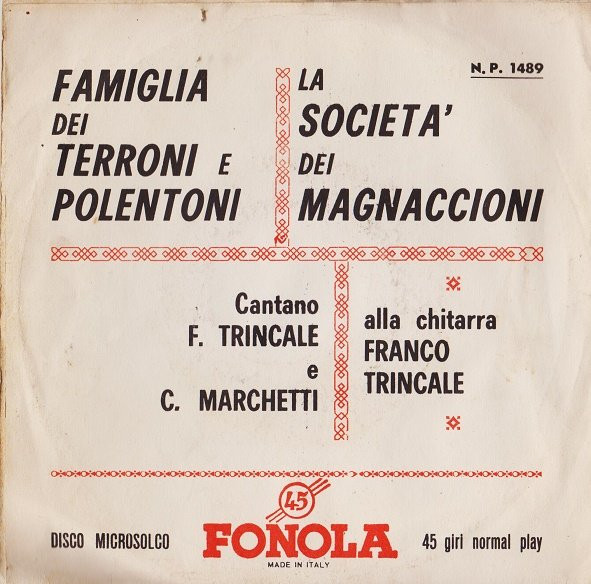 FAMIGLIA
DEI
TERRONI E
POLENTONI
LA
SOCIETA'
DEI
MAGNACCIONI
N. P. 1489
Cantano
F. TRINCALE
e
C. MARCHETTI
alla chitarra
FRANCO
TRINCALE
45
DISCO MICROSOLCO
FONOLA
45 giri normal play
MADE IN ITALY